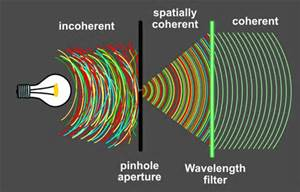 incoherent
spatially
coherent
coherent
pinhole
aperture
Wavelength
filter